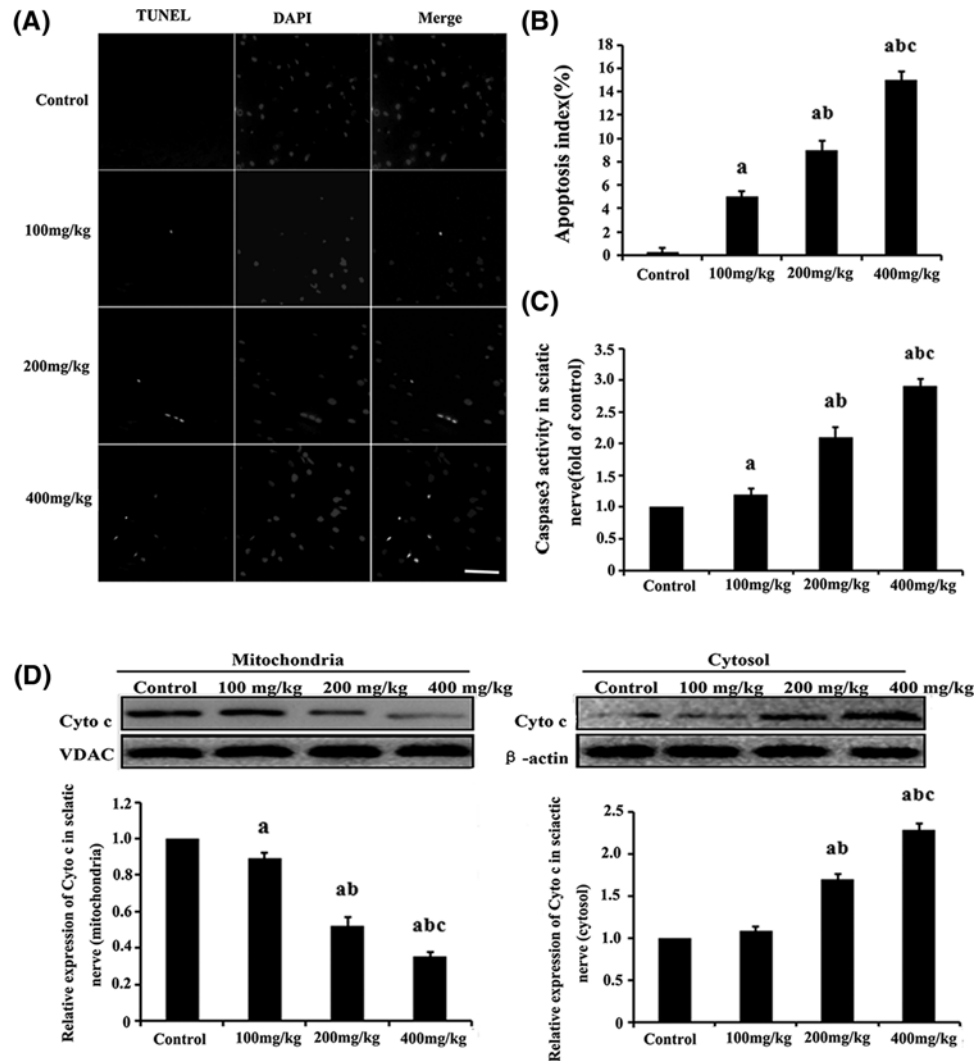 (A)
TUNEL DAPI Merge
Control
100mg/kg
200mg/kg
400mg/kg
(B)
Apoptosis index(%)
18
16
14
12
10
8
6
4
2
0
a
ab
abc
Control 100mg/kg 200mg/kg 400mg/kg
(C)
Caspase3 activity in sciatic
nerve(fold of control)
3.5
3.0
2.5
2.0
1.5
1.0
0.5
0
a
ab
abc
Control 100mg/kg 200mg/kg 400mg/kg
(D)
Mitochondria
Control 100 mg/kg 200 mg/kg 400 mg/kg
Cyto c
VDAC
Relative expression of Cyto c in sclatic
nerve (mitochondria)
1.2
1.0
0.8
0.6
0.4
0.2
0
a
ab
abc
Control 100mg/kg 200mg/kg 400mg/kg
Cytosol
Control 100 mg/kg 200 mg/kg 400 mg/kg
Cyto c
β-actin
Relative expression of Cyto c in sciactic
nerve (cytosol)
2.5
2.0
1.5
1.0
0.5
0
ab
abc
Control 100mg/kg 200mg/kg 400mg/kg